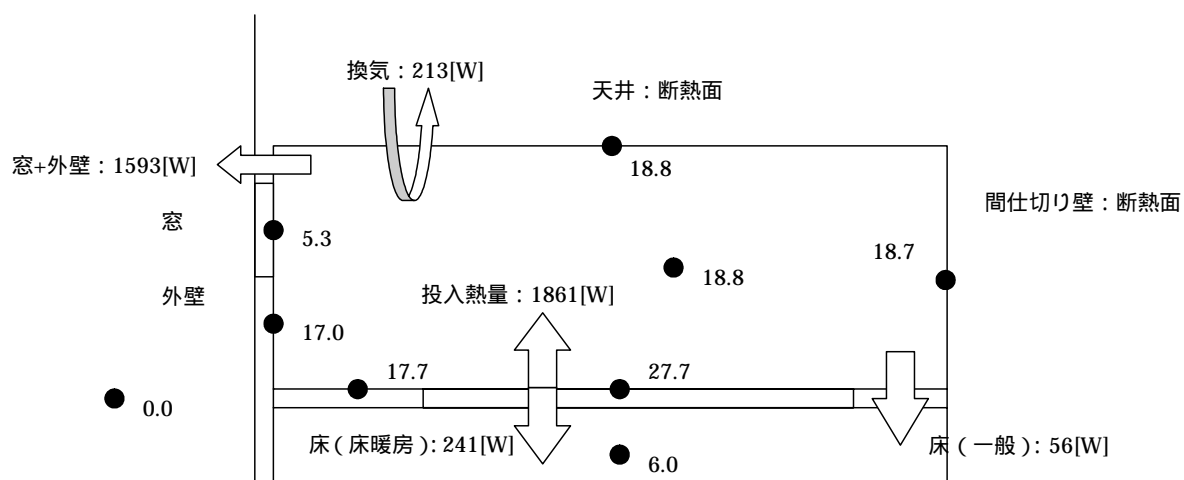 換気：213[W]
天井：断熱面
18.8
窓+外壁：1593[W]
間仕切り壁：断熱面
窓
5.3
18.7
18.8
外壁
投入熱量：1861[W]
17.0
17.7
27.7
0.0
床（床暖房）：241[W]
床（一般）：56[W]
6.0